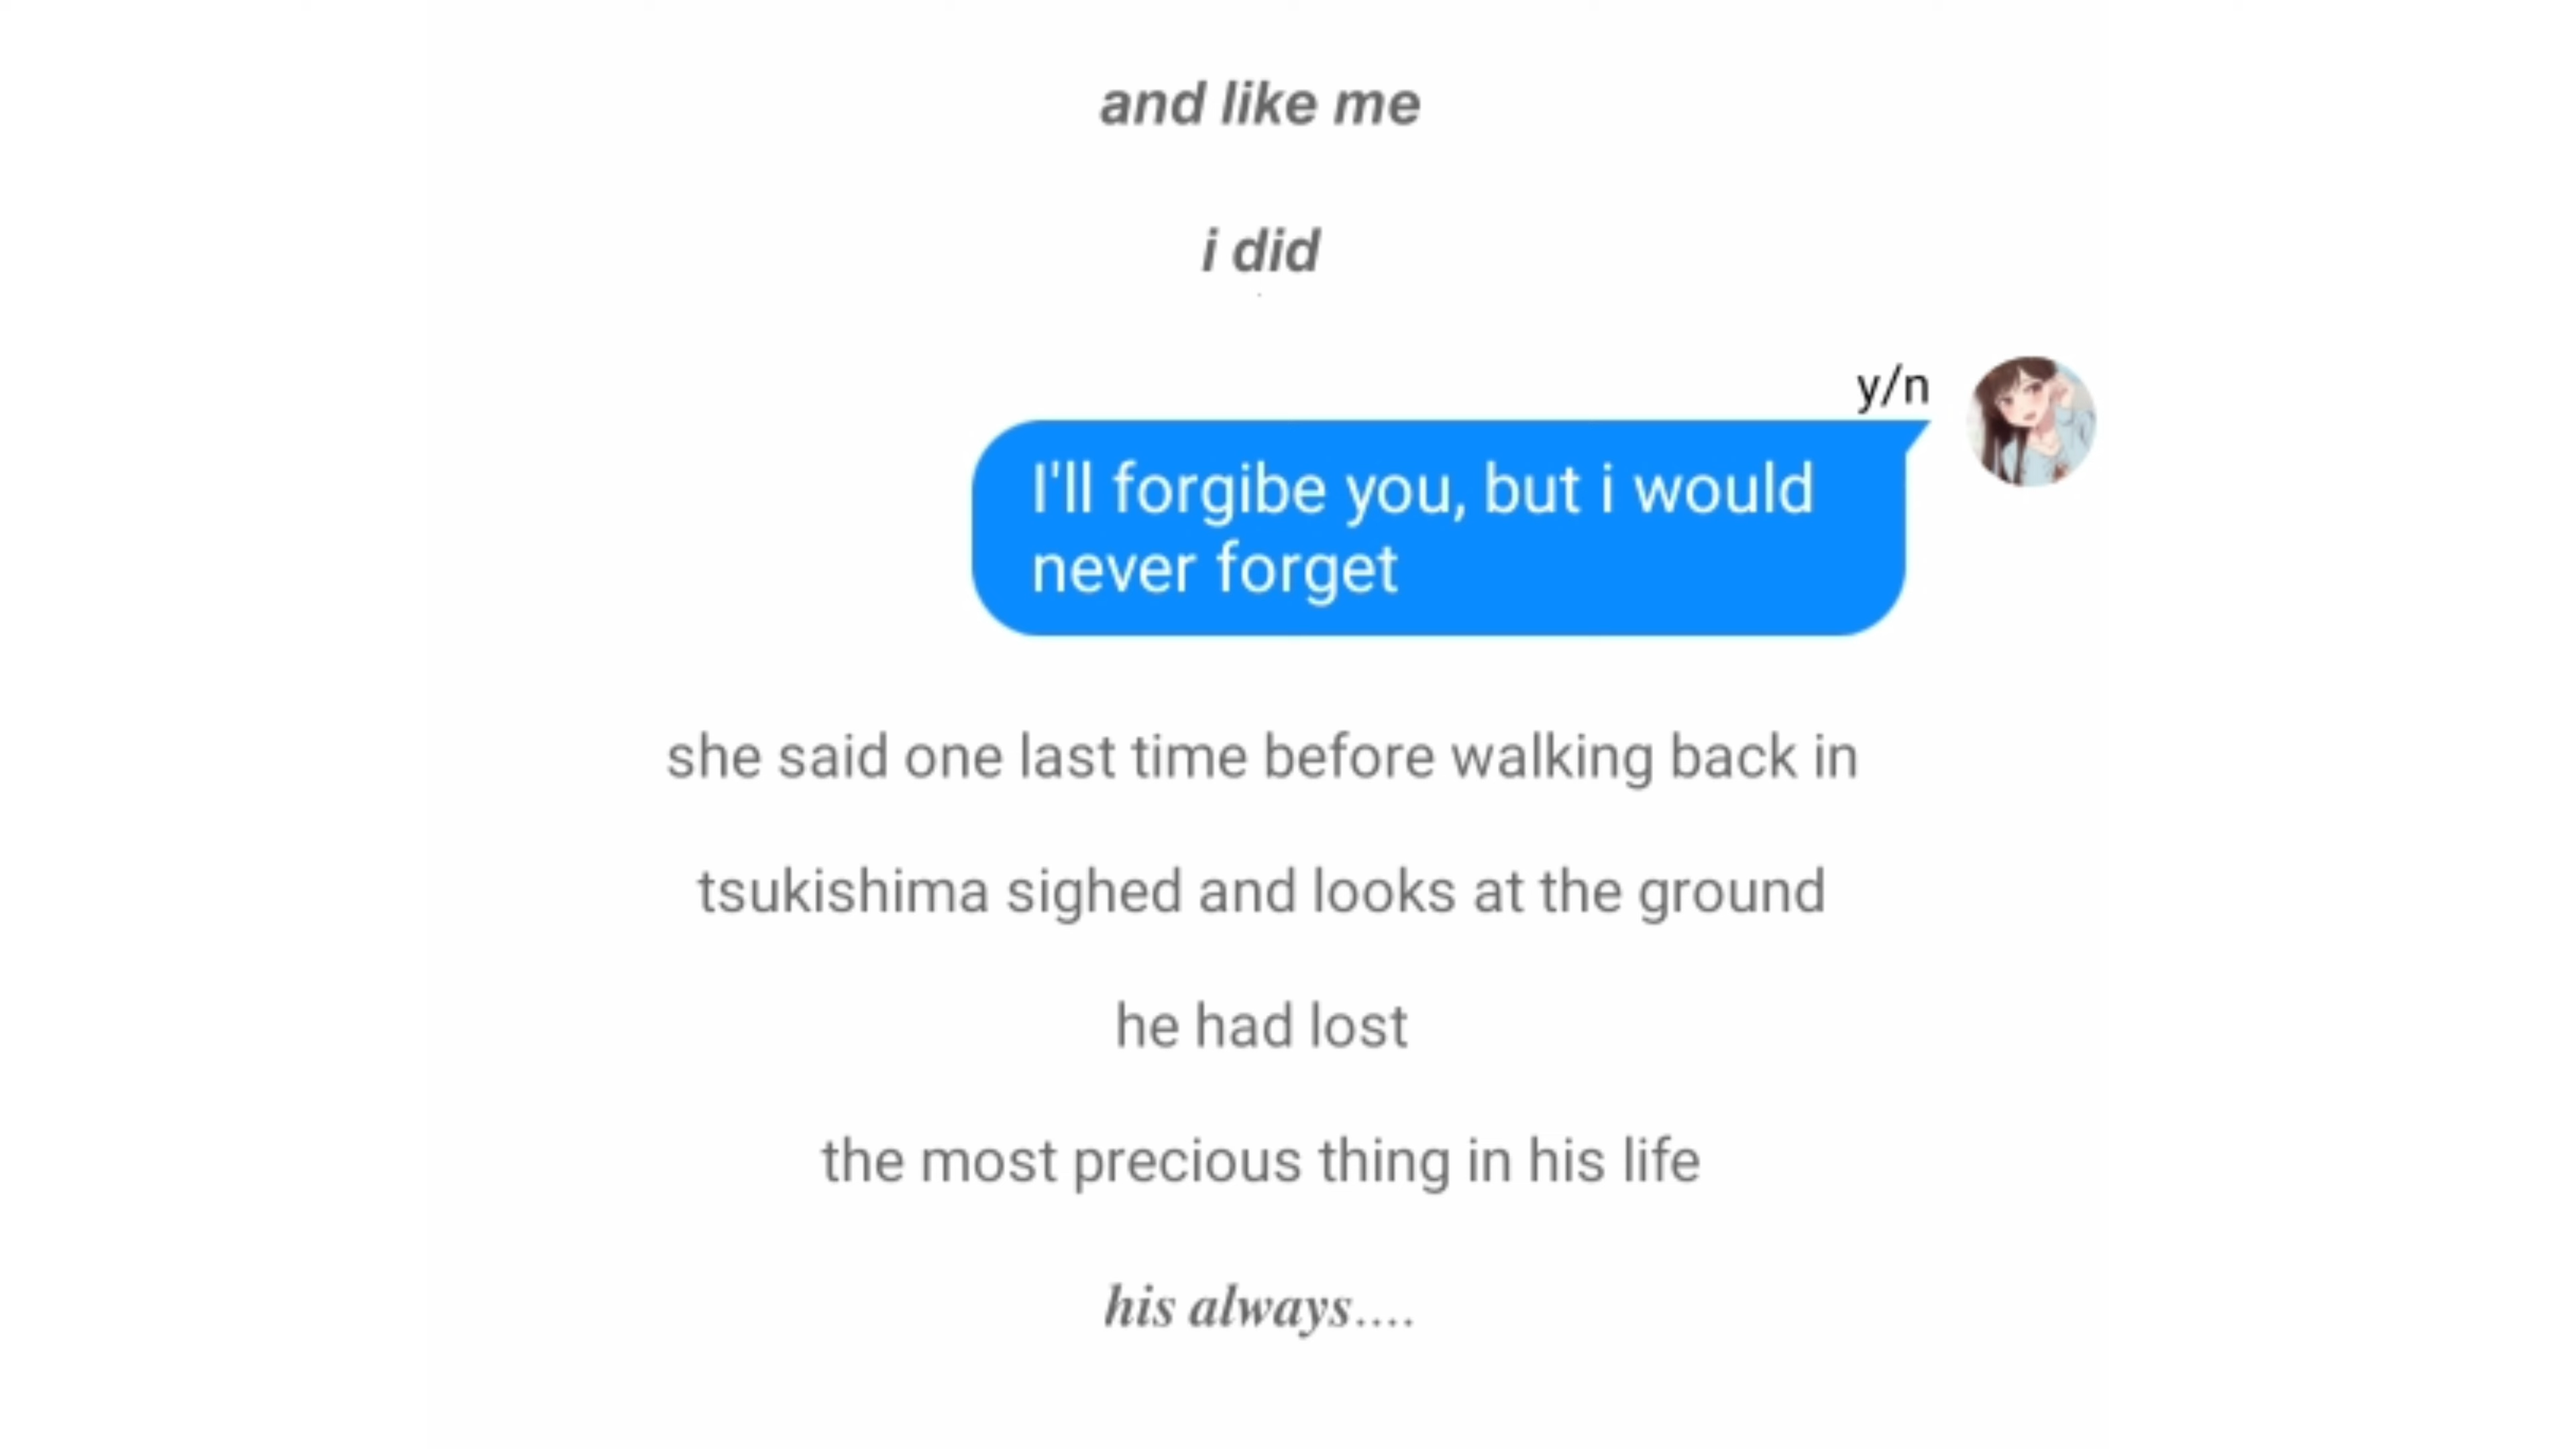 and like me
i did
y/n
I'll forgibe you, but i would
never forget
she said one last time before walking back in
tsukishima sighed and looks at the ground
he had lost
the most precious thing in his life
his always....